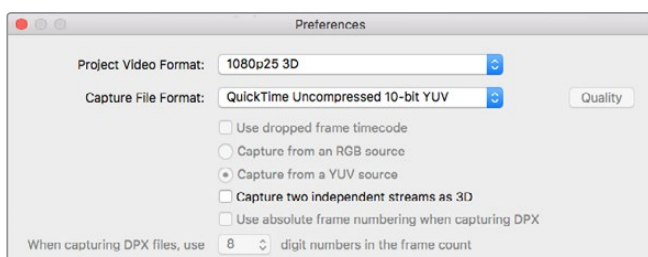 Preferences
Project Video Format: 1080p25 3D
Capture File Format: QuickTime Uncompressed 10-bit YUV Quality
Use dropped frame timecode
Capture from an RGB source
Capture from a YUV source
Capture two independent streams as 3D
Use absolute frame numbering when capturing DPX
When capturing DPX files, use 8 digit numbers in the frame count